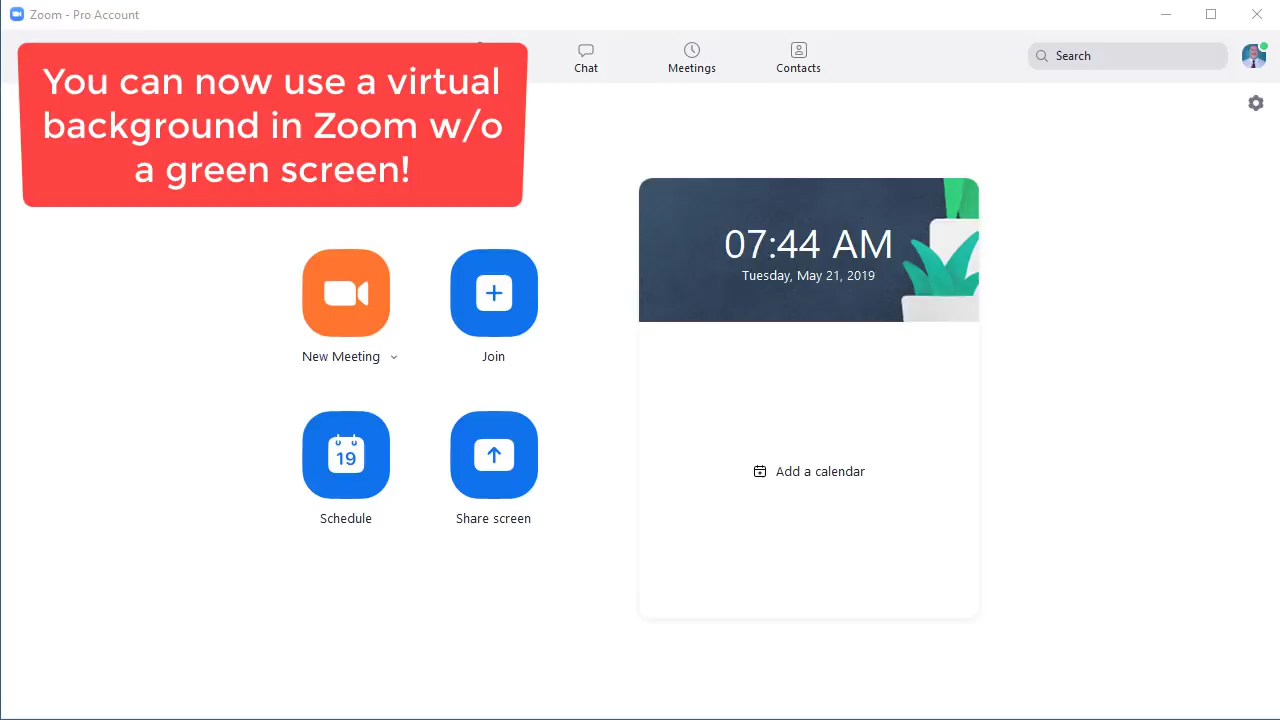 Zoom - Pro Account
You can now use a virtual
background in Zoom w/o
a green screen!
Chat
Meetings
Contacts
Search
07:44 AM
Tuesday, May 21, 2019
New Meeting
Join
19
Schedule
Share screen
Add a calendar